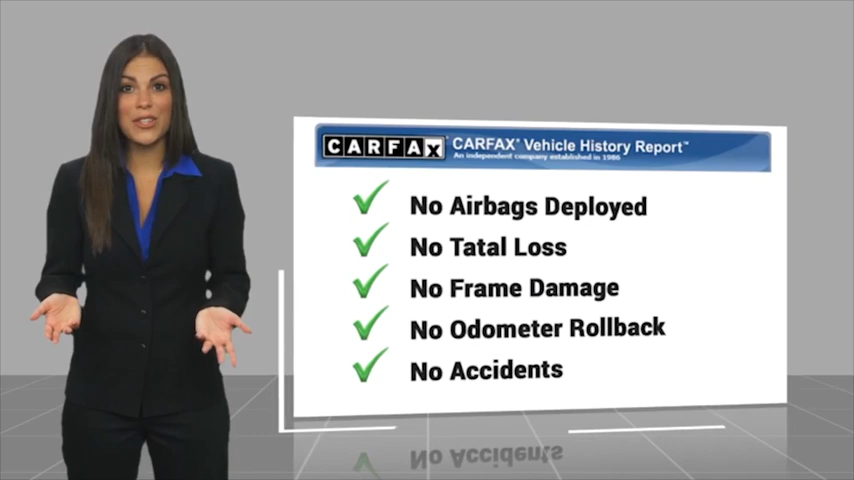 CARFAX CARFAX® Vehicle History Report™
An independent company established in 1986
No Airbags Deployed
No Tatal Loss
No Frame Damage
No Odometer Rollback
No Accidents
No Accidents